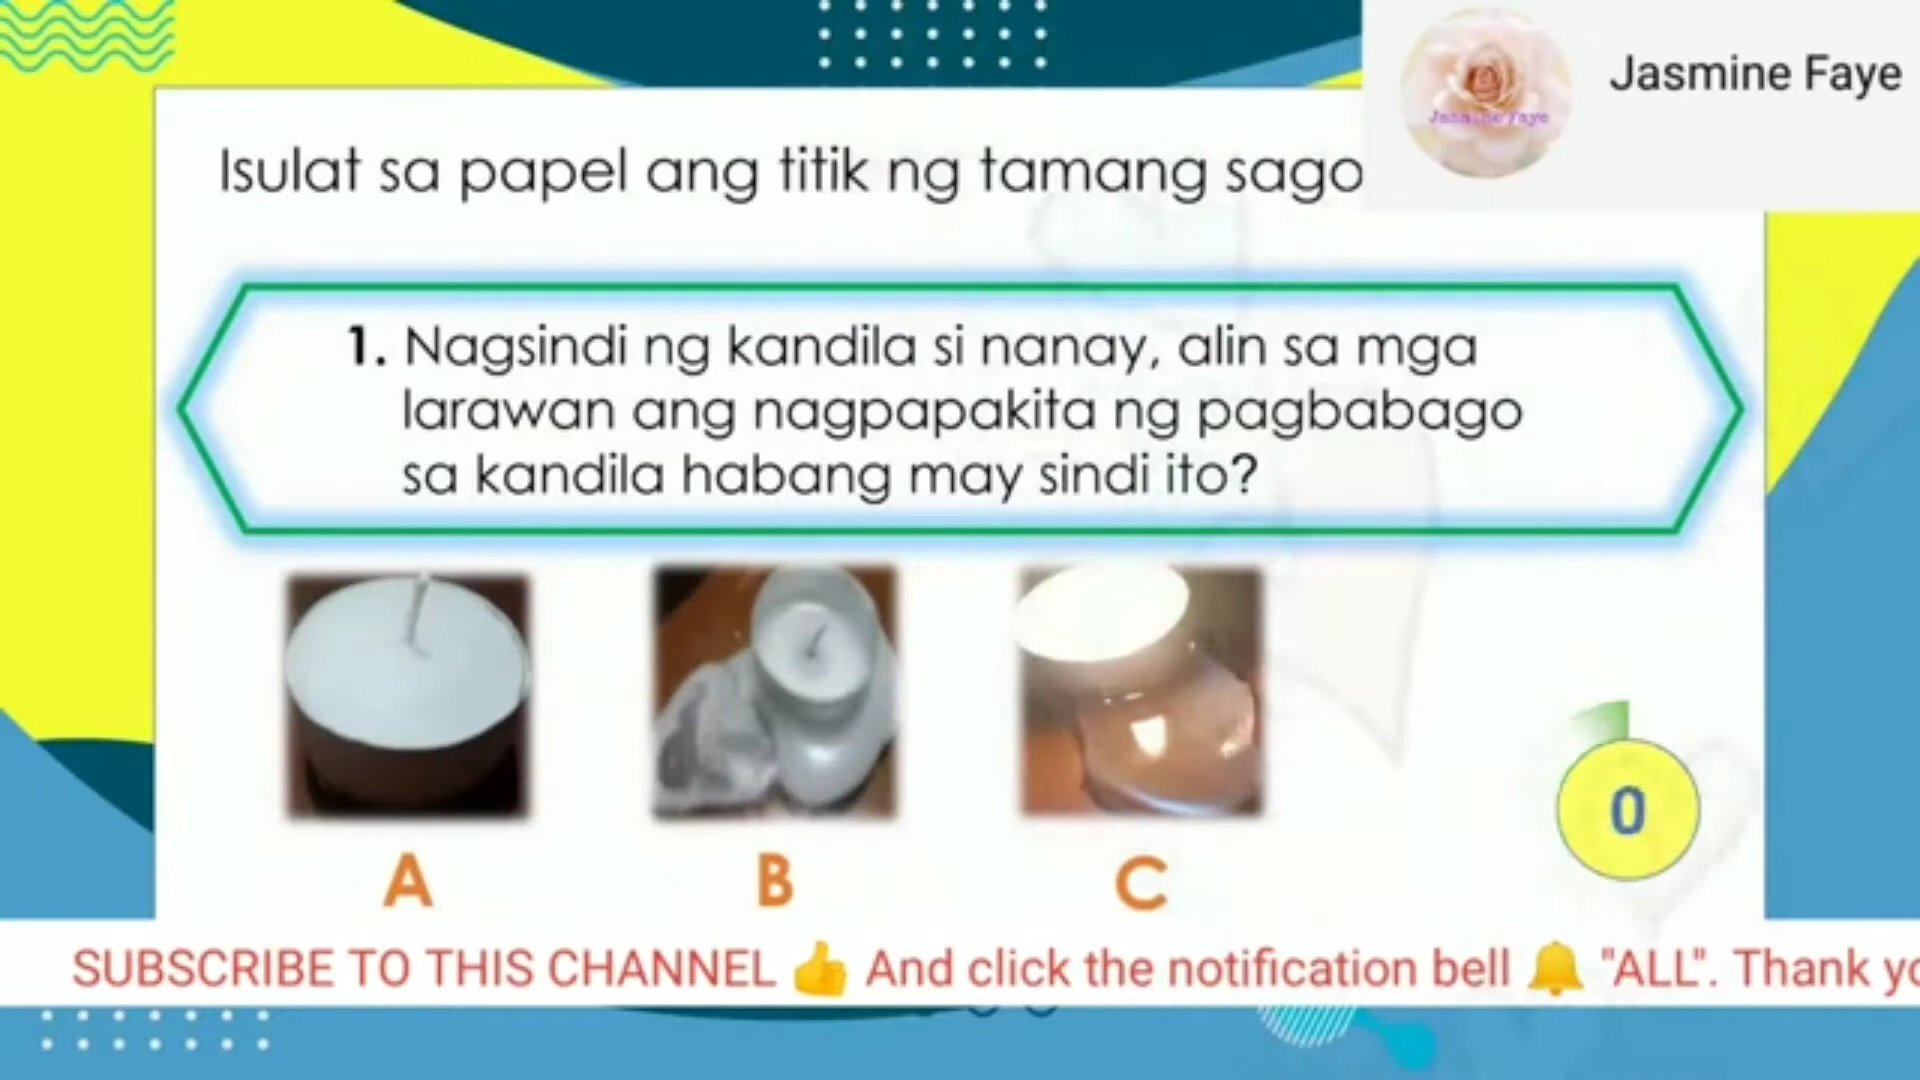 Jasmine Faye
Jasmine Faye
Isulat sa papel ang titik ng tamang sago
1. Nagsindi ng kandila si nanay, alin sa mga
larawan ang nagpapakita ng pagbabago
sa kandila habang may sindi ito?
A B C
0
SUBSCRIBE TO THIS CHANNEL 👍 And click the notification bell 🔔 "ALL". Thank yo